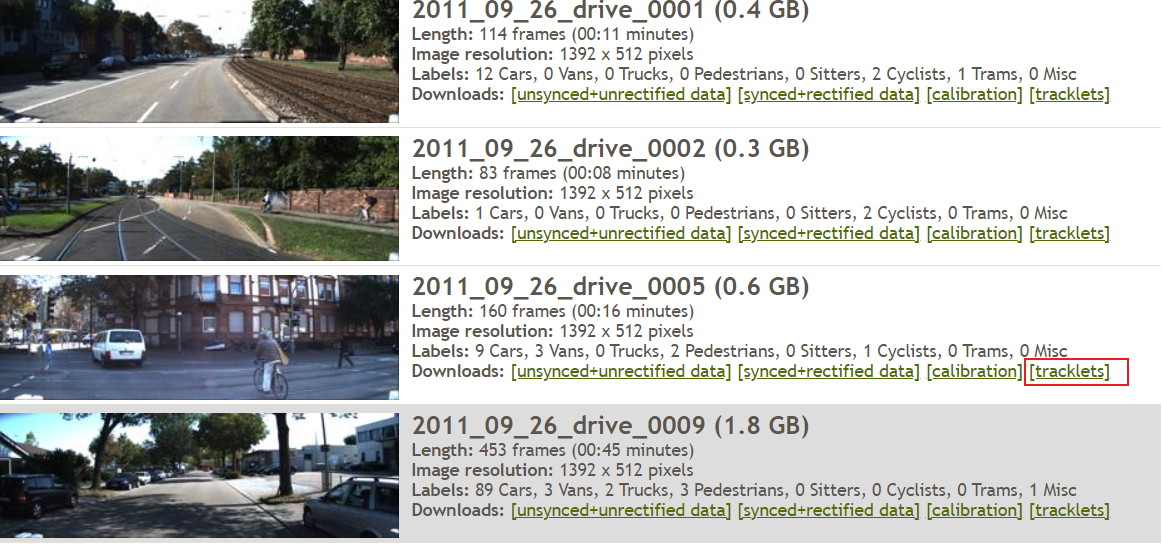 2011_09_26_drive_0001 (0.4 GB)
Length: 114 frames (00:11 minutes)
Image resolution: 1392 x 512 pixels
Labels: 12 Cars, 0 Vans, 0 Trucks, 0 Pedestrians, 0 Sitters, 2 Cyclists, 1 Trams, 0 Misc
Downloads: [unsynced+unrectified data] [synced+rectified data] [calibration] [tracklets]
2011_09_26_drive_0002 (0.3 GB)
Length: 83 frames (00:08 minutes)
Image resolution: 1392 x 512 pixels
Labels: 1 Cars, 0 Vans, 0 Trucks, 0 Pedestrians, 0 Sitters, 2 Cyclists, 0 Trams, 0 Misc
Downloads: [unsynced+unrectified data] [synced+rectified data] [calibration] [tracklets]
2011_09_26_drive_0005 (0.6 GB)
Length: 160 frames (00:16 minutes)
Image resolution: 1392 x 512 pixels
Labels: 9 Cars, 3 Vans, 0 Trucks, 2 Pedestrians, 0 Sitters, 1 Cyclists, 0 Trams, 0 Misc
Downloads: [unsynced+unrectified data] [synced+rectified data] [calibration] [tracklets]
2011_09_26_drive_0009 (1.8 GB)
Length: 453 frames (00:45 minutes)
Image resolution: 1392 x 512 pixels
Labels: 89 Cars, 3 Vans, 2 Trucks, 3 Pedestrians, 0 Sitters, 0 Cyclists, 0 Trams, 1 Misc
Downloads: [unsynced+unrectified data] [synced+rectified data] [calibration] [tracklets]